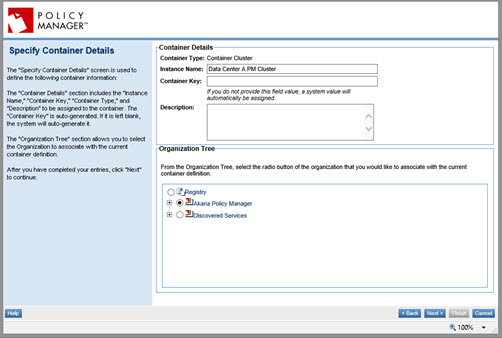 POLICY
MANAGER™
Specify Container Details
The "Specify Container Details" screen is used to
define the following container information:
The "Container Details" section includes the "Instance
Name," "Container Key," "Container Type," and
"Description" to be assigned to the container. The
"Container Key" is auto-generated. If it is left blank,
the system will auto-generate it.
The "Organization Tree" section allows you to select
the Organization to associate with the current
container definition.
After you have completed your entries, click "Next"
to continue.
Container Details
Container Type: Container Cluster
Instance Name: Data Center A PM Cluster
Container Key:
If you do not provide this field value, a system value will
automatically be assigned.
Description:
Organization Tree
From the Organization Tree, select the radio button of the organization that you would like to associate with the current
container definition.
Registry
Akana Policy Manager
Discovered Services
Help
< Back Next > Finish Cancel
100%